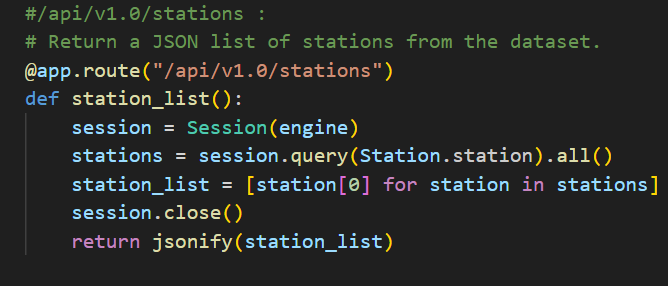 #/api/v1.0/stations :
# Return a JSON list of stations from the dataset.
@app.route("/api/v1.0/stations")
def station_list():
    session = Session(engine)
    stations = session.query(Station.station).all()
    station_list = [station[0] for station in stations]
    session.close()
    return jsonify(station_list)